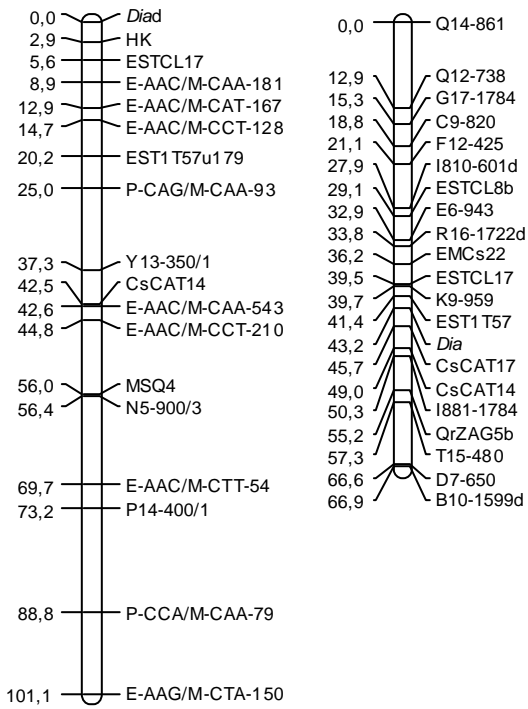 0,0 Diad
2,9 HK
5,6 ESTCL17
8,9 E-AAC/M-CAA-181
12,9 E-AAC/M-CAT-167
14,7 E-AAC/M-CCT-128
20,2 EST1T57u179
25,0 P-CAG/M-CAA-93
37,3 Y13-350/1
42,5 CsCAT14
42,6 E-AAC/M-CAA-543
44,8 E-AAC/M-CCT-210
56,0 MSQ4
56,4 N5-900/3
69,7 E-AAC/M-CTT-54
73,2 P14-400/1
88,8 P-CCA/M-CAA-79
101,1 E-AAG/M-CTA-150
0,0 Q14-861
12,9 Q12-738
15,3 G17-1784
18,8 C9-820
21,1 F12-425
27,9 I810-601d
29,1 ESTCL8b
32,9 E6-943
33,8 R16-1722d
36,2 EMCs22
39,5 ESTCL17
39,7 K9-959
41,4 EST1T57
43,2 Dia
45,7 CsCAT17
49,0 CsCAT14
50,3 I881-1784
55,2 QrZAG5b
57,3 T15-480
66,6 D7-650
66,9 B10-1599d